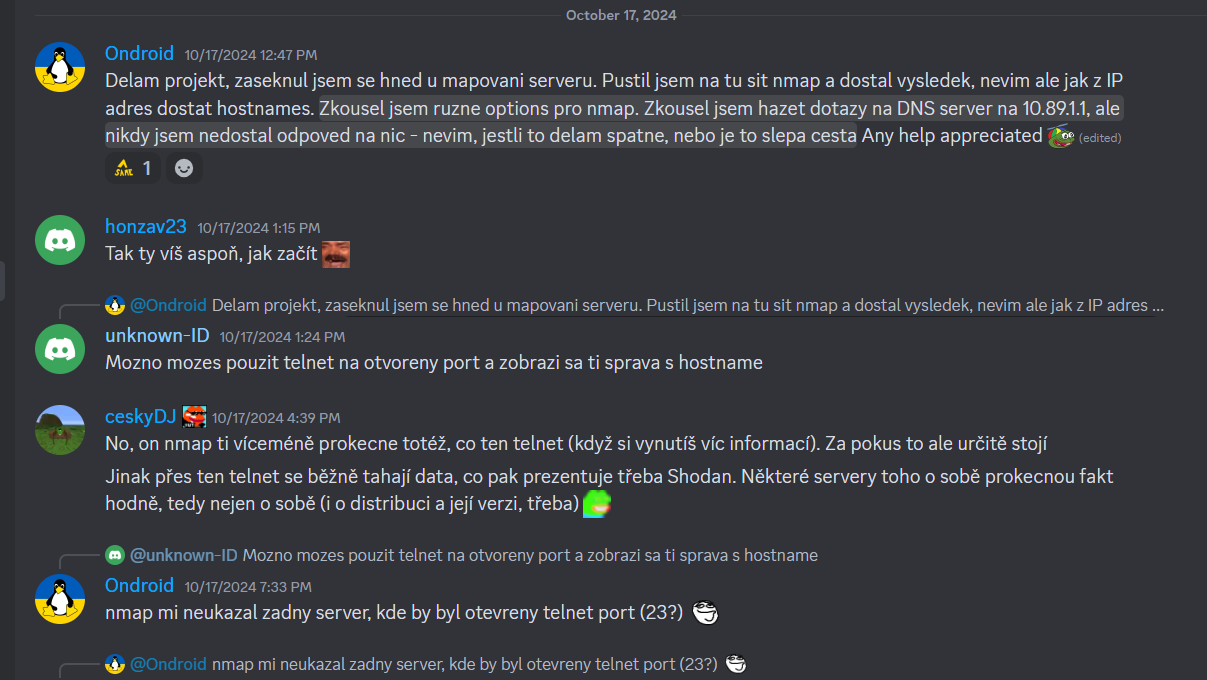 October 17, 2024
Ondroid 10/17/2024 12:47 PM
Delam projekt, zaseknul jsem se hned u mapovani serveru. Pustil jsem na tu sit nmap a dostal vysledek, nevim ale jak z IP
adres dostat hostnames. Zkousel jsem ruzne options pro nmap. Zkousel jsem hazet dotazy na DNS server na 10.89.1.1, ale
nikdy jsem nedostal odpoved na nic - nevim, jestli to delam spatne, nebo je to slepa cesta Any help appreciated (edited)
SAME 1
honzav23 10/17/2024 1:15 PM
Tak ty víš aspoň, jak začít
@Ondroid Delam projekt, zaseknul jsem se hned u mapovani serveru. Pustil jsem na tu sit nmap a dostal vysledek, nevim ale jak z IP adres ...
unknown-ID 10/17/2024 1:24 PM
Mozno mozes pouzit telnet na otvoreny port a zobrazi sa ti sprava s hostname
ceskyDJ 10/17/2024 4:39 PM
No, on nmap ti víceméně prokecne totéž, co ten telnet (když si vynutíš víc informací). Za pokus to ale určitě stojí
Jinak přes ten telnet se běžně tahají data, co pak prezentuje třeba Shodan. Některé servery toho o sobě prokecnou fakt
hodně, tedy nejen o sobě (i o distribuci a její verzi, třeba)
@unknown-ID Mozno mozes pouzit telnet na otvoreny port a zobrazi sa ti sprava s hostname
Ondroid 10/17/2024 7:33 PM
nmap mi neukazal zadny server, kde by byl otevreny telnet port (23?)
@Ondroid nmap mi neukazal zadny server, kde by byl otevreny telnet port (23?)